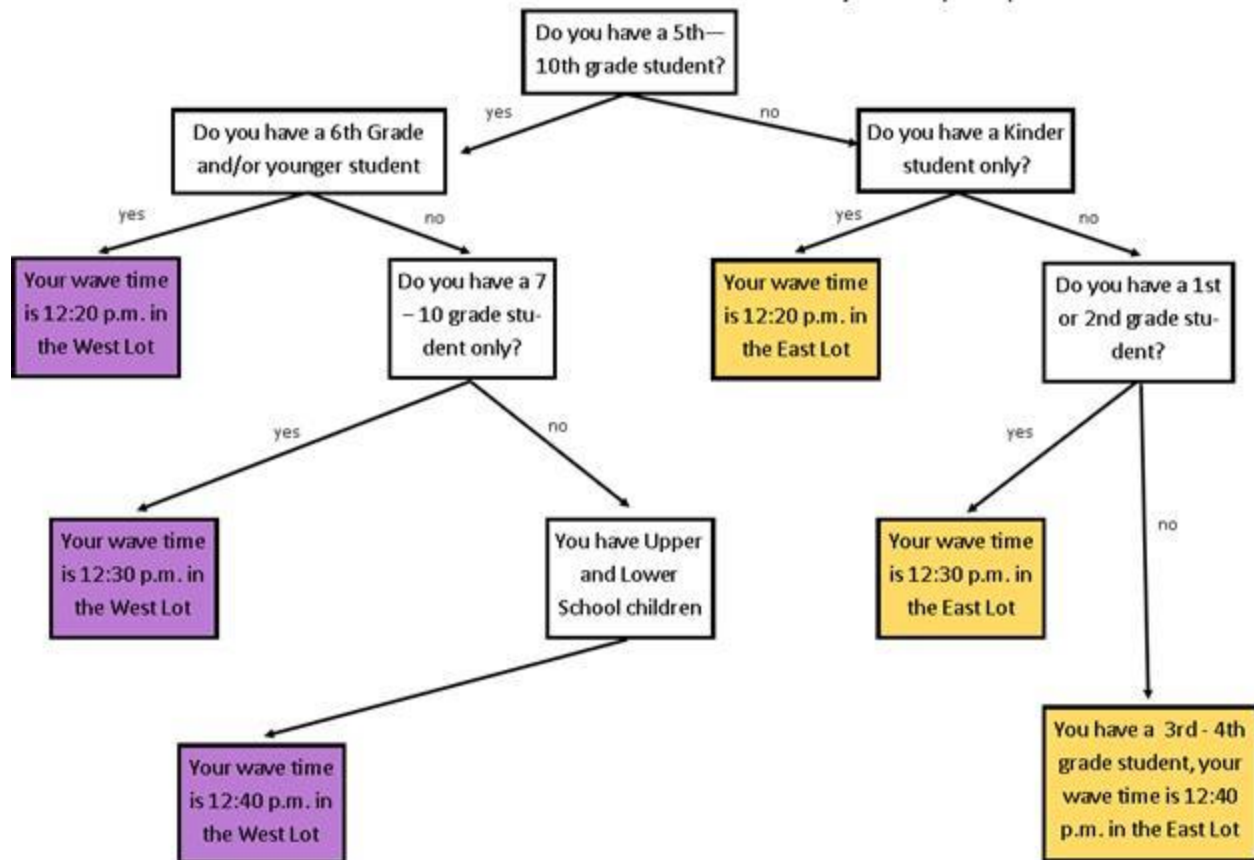 Do you have a 5th—
10th grade student?
yes
no
Do you have a 6th Grade
and/or younger student
Do you have a Kinder
student only?
yes
no
yes
no
Your wave time
is 12:20 p.m. in
the West Lot
Do you have a 7
– 10 grade stu-
dent only?
Your wave time
is 12:20 p.m. in
the East Lot
Do you have a 1st
or 2nd grade stu-
dent?
yes
no
yes
no
Your wave time
is 12:30 p.m. in
the West Lot
You have Upper
and Lower
School children
Your wave time
is 12:30 p.m. in
the East Lot
Your wave time
is 12:40 p.m. in
the West Lot
You have a 3rd - 4th
grade student, your
wave time is 12:40
p.m. in the East Lot